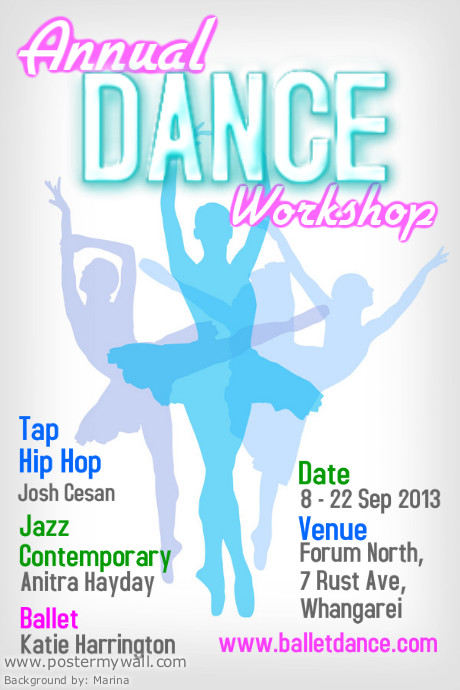 Annual
DANCE
Workshop
Tap
Hip Hop
Josh Cesan
Jazz
Contemporary
Anitra Hayday
Ballet
Katie Harrington
Date
8 - 22 Sep 2013
Venue
Forum North,
7 Rust Ave,
Whangarei
www.balletdance.com
www.postermywall.com
Background by: Marina